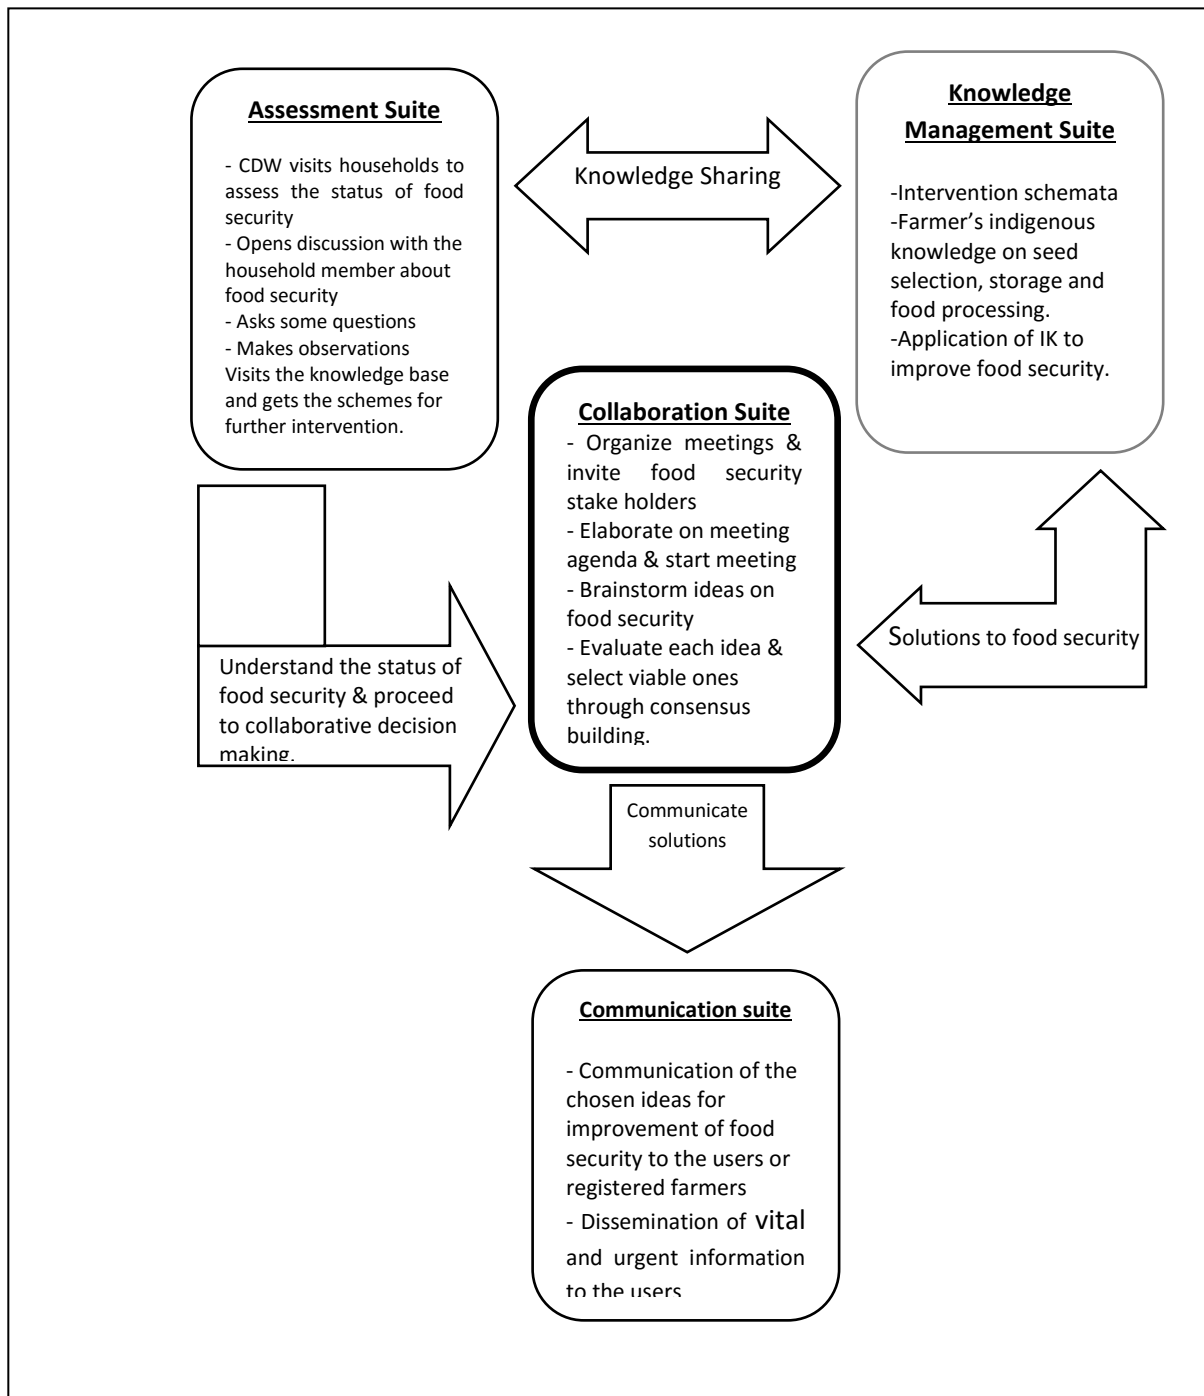 Assessment Suite
- CDW visits households to
assess the status of food
security
- Opens discussion with the
household member about
food security
- Asks some questions
- Makes observations
Visits the knowledge base
and gets the schemes for
further intervention.
Knowledge Sharing
Knowledge
Management Suite
-Intervention schemata
-Farmer’s indigenous
knowledge on seed
selection, storage and
food processing.
-Application of IK to
improve food security.
Collaboration Suite
- Organize meetings &
invite food security
stake holders
- Elaborate on meeting
agenda & start meeting
- Brainstorm ideas on
food security
- Evaluate each idea &
select viable ones
through consensus
building.
Solutions to food security
Understand the status of
food security & proceed
to collaborative decision
making.
Communicate
solutions
Communication suite
- Communication of the
chosen ideas for
improvement of food
security to the users or
registered farmers
- Dissemination of vital
and urgent information
to the users